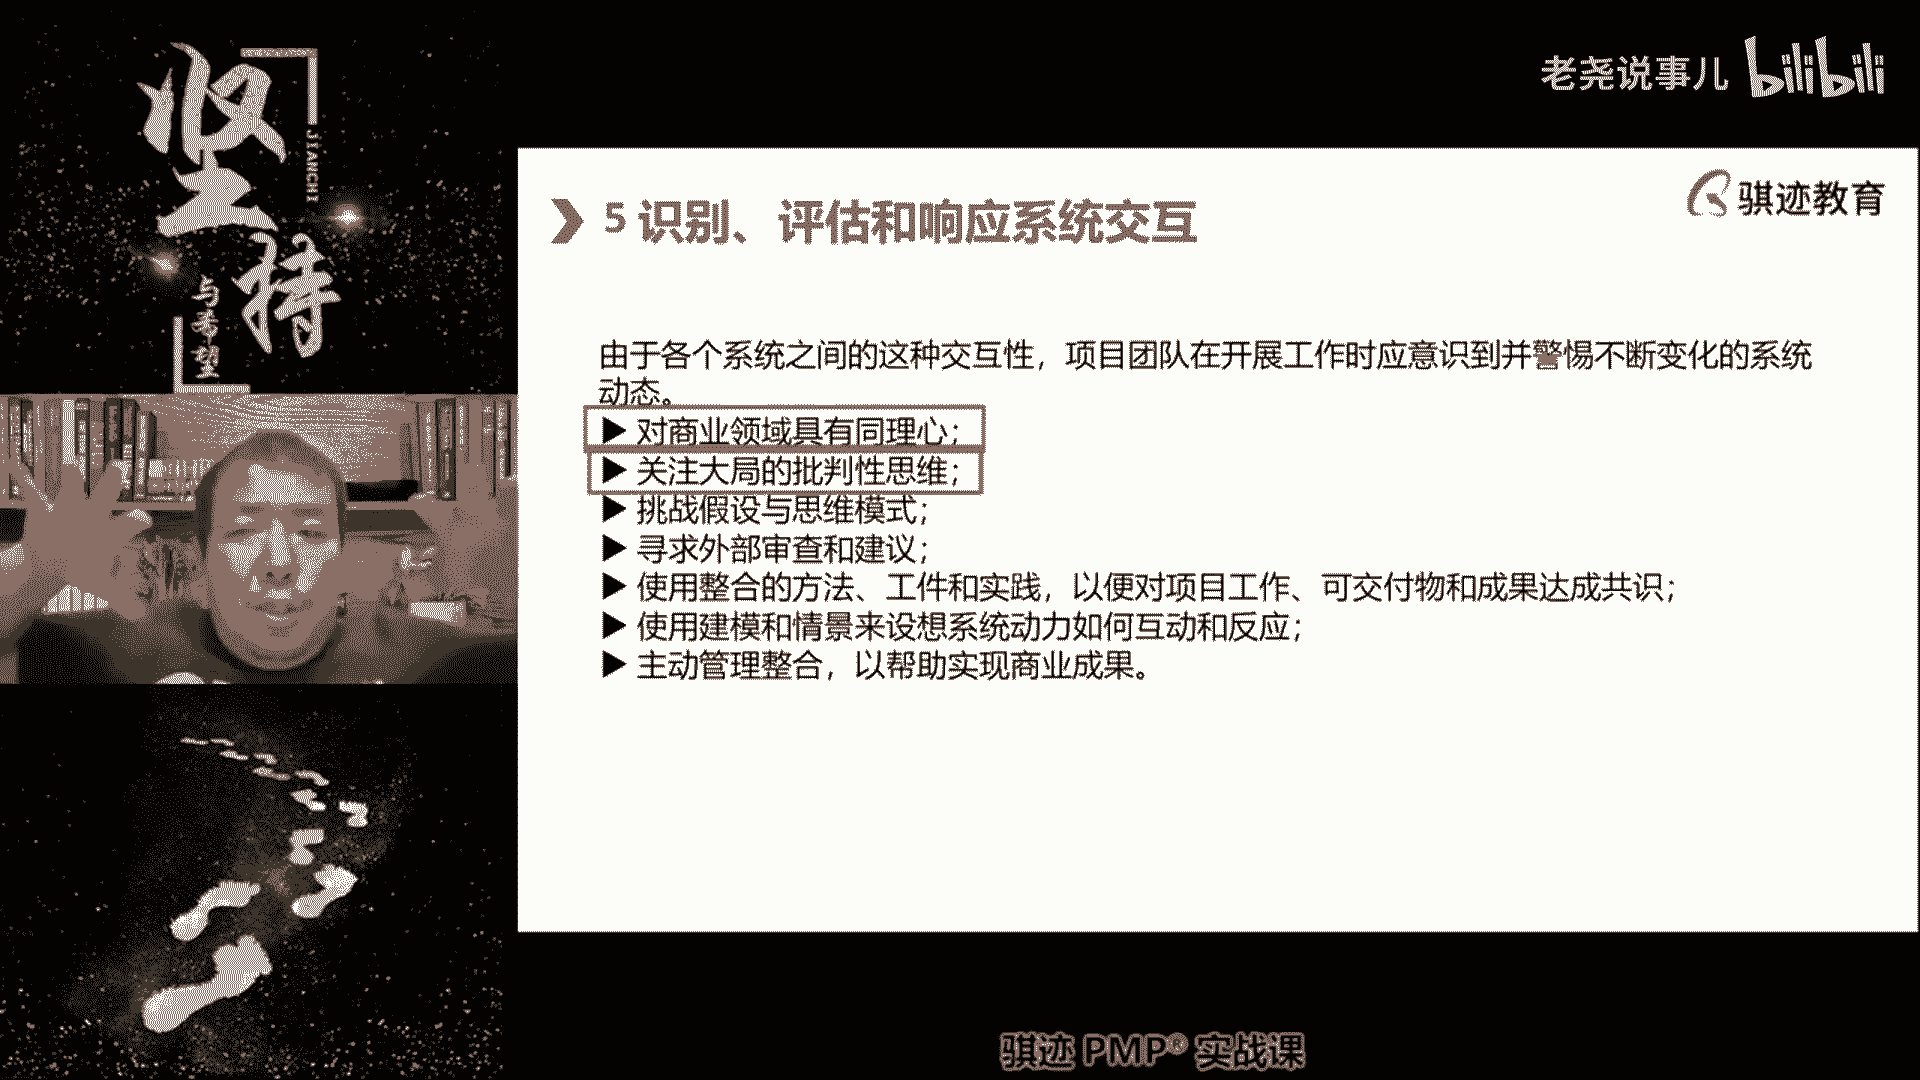 坚持
JIANCHI
与希望
老尧说事儿 bilibili
骐迹教育
5 识别、评估和响应系统交互
由于各个系统之间的这种交互性，项目团队在开展工作时应意识到并警惕不断变化的系统
动态。
▶ 对商业领域具有同理心；
▶ 关注大局的批判性思维；
▶ 挑战假设与思维模式；
▶ 寻求外部审查和建议；
▶ 使用整合的方法、工件和实践，以便对项目工作、可交付物和成果达成共识；
▶ 使用建模和情景来设想系统动力如何互动和反应；
▶ 主动管理整合，以帮助实现商业成果。
骐迹 PMP® 实战课